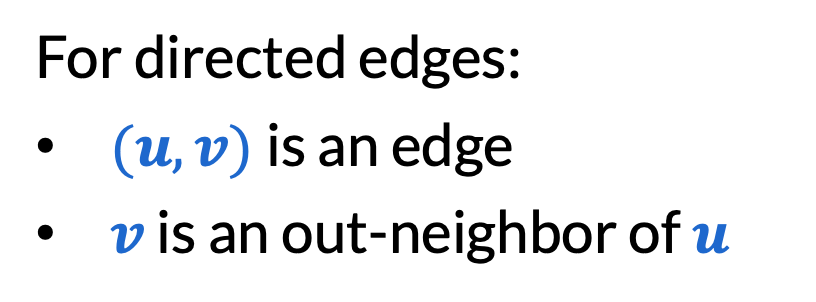 For directed edges:
• (u, v) is an edge
• v is an out-neighbor of u